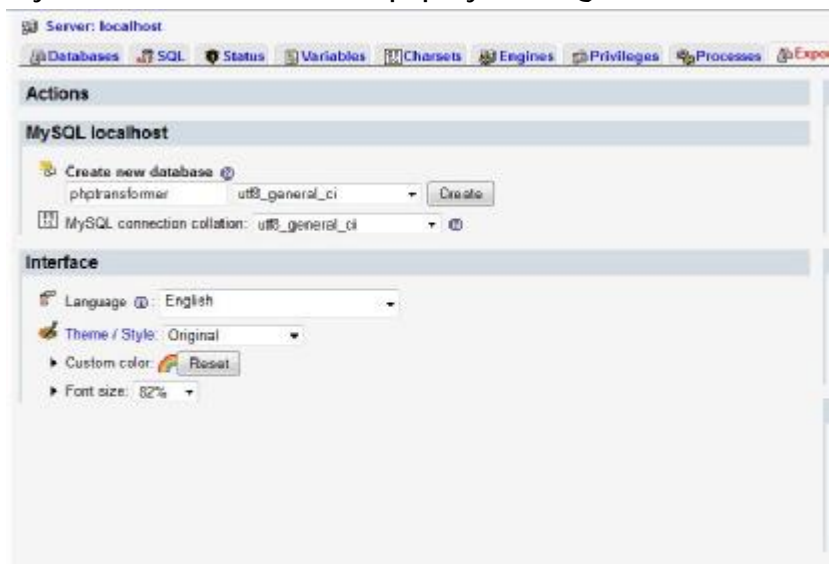 Server: localhost
Databases SQL Status Variables Charsets Engines Privileges Processes Expo
Actions
MySQL localhost
Create new database
phptransformer utf8_general_ci Create
MySQL connection collation: utf8_general_ci
Interface
Language : English
Theme / Style: Original
Custom color: Reset
Font size: 82%